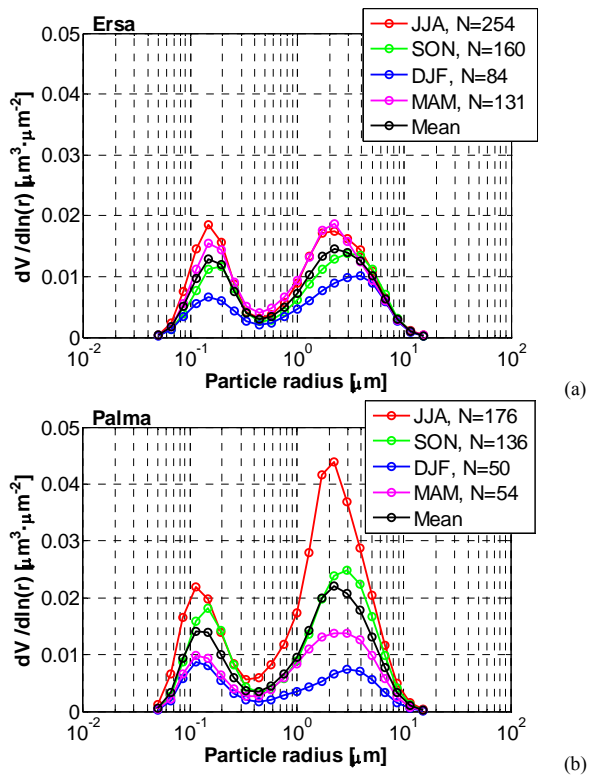 Ersa
JJA, N=254
SON, N=160
DJF, N=84
MAM, N=131
Mean
dV/dln(r) [μm³·μm⁻²]
0.05
0.04
0.03
0.02
0.01
0
10⁻² 10⁻¹ 10⁰ 10¹ 10²
Particle radius [μm]
(a)
Palma
JJA, N=176
SON, N=136
DJF, N=50
MAM, N=54
Mean
dV/dln(r) [μm³·μm⁻²]
0.05
0.04
0.03
0.02
0.01
0
10⁻² 10⁻¹ 10⁰ 10¹ 10²
Particle radius [μm]
(b)